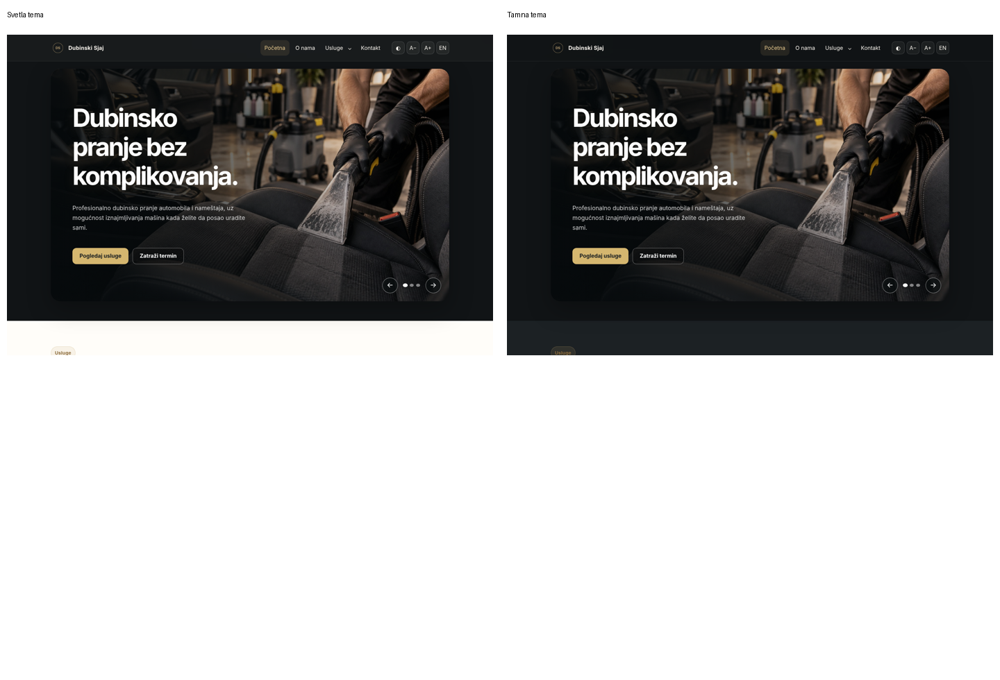 Svetla tema
DS
Dubinski Sjaj
Početna
O nama
Usluge
Kontakt
A−
A+
EN
Dubinsko
pranje bez
komplikovanja.
Profesionalno dubinsko pranje automobila i nameštaja, uz
mogućnost iznajmljivanja mašina kada želite da posao uradite
sami.
Pogledaj usluge
Zatraži termin
Usluge
Tamna tema
DS
Dubinski Sjaj
Početna
O nama
Usluge
Kontakt
A−
A+
EN
Dubinsko
pranje bez
komplikovanja.
Profesionalno dubinsko pranje automobila i nameštaja, uz
mogućnost iznajmljivanja mašina kada želite da posao uradite
sami.
Pogledaj usluge
Zatraži termin
Usluge